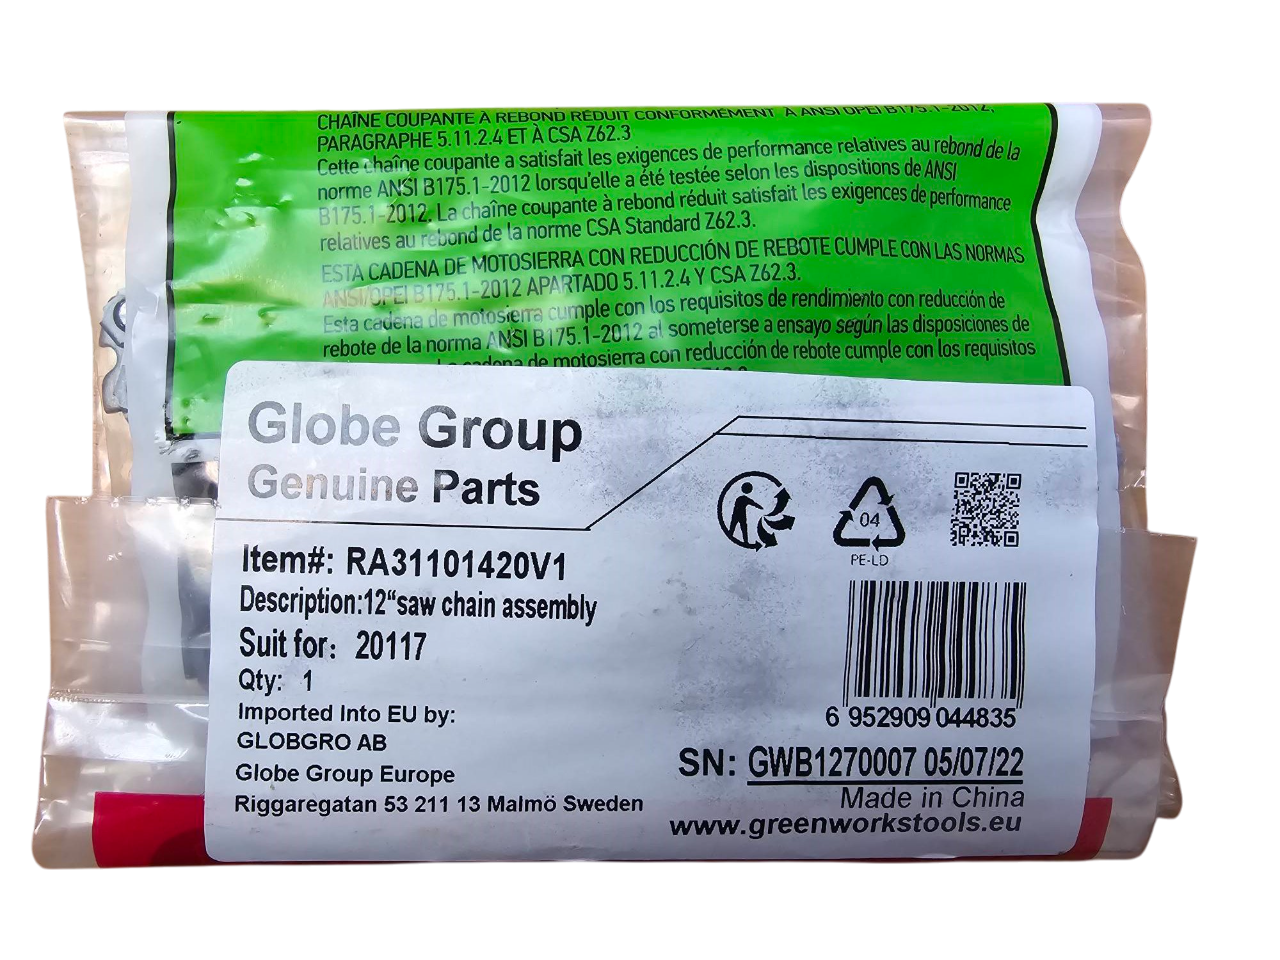 CHAÎNE COUPANTE À REBOND RÉDUIT CONFORMÉMENT À ANSI OPEI B175.1-2012,
PARAGRAPHE 5.11.2.4 ET À CSA Z62.3
Cette chaîne coupante a satisfait les exigences de performance relatives au rebond de la
norme ANSI B175.1-2012 lorsqu'elle a été testée selon les dispositions de ANSI
B175.1-2012. La chaîne coupante à rebond réduit satisfait les exigences de performance
relatives au rebond de la norme CSA Standard Z62.3.
ESTA CADENA DE MOTOSIERRA CON REDUCCIÓN DE REBOTE CUMPLE CON LAS NORMAS
ANSI/OPEI B175.1-2012 APARTADO 5.11.2.4 Y CSA Z62.3.
Esta cadena de motosierra cumple con los requisitos de rendimiento con reducción de
rebote de la norma ANSI B175.1-2012 al someterse a ensayo según las disposiciones de
cadena de motosierra con reducción de rebote cumple con los requisitos
Globe Group
Genuine Parts
04
PE-LD
Item#: RA31101420V1
Description:12“saw chain assembly
Suit for: 20117
Qty: 1
Imported Into EU by:
GLOBGRO AB
Globe Group Europe
Riggaregatan 53 211 13 Malmö Sweden
6 952909 044835
SN: GWB1270007 05/07/22
Made in China
www.greenworkstools.eu